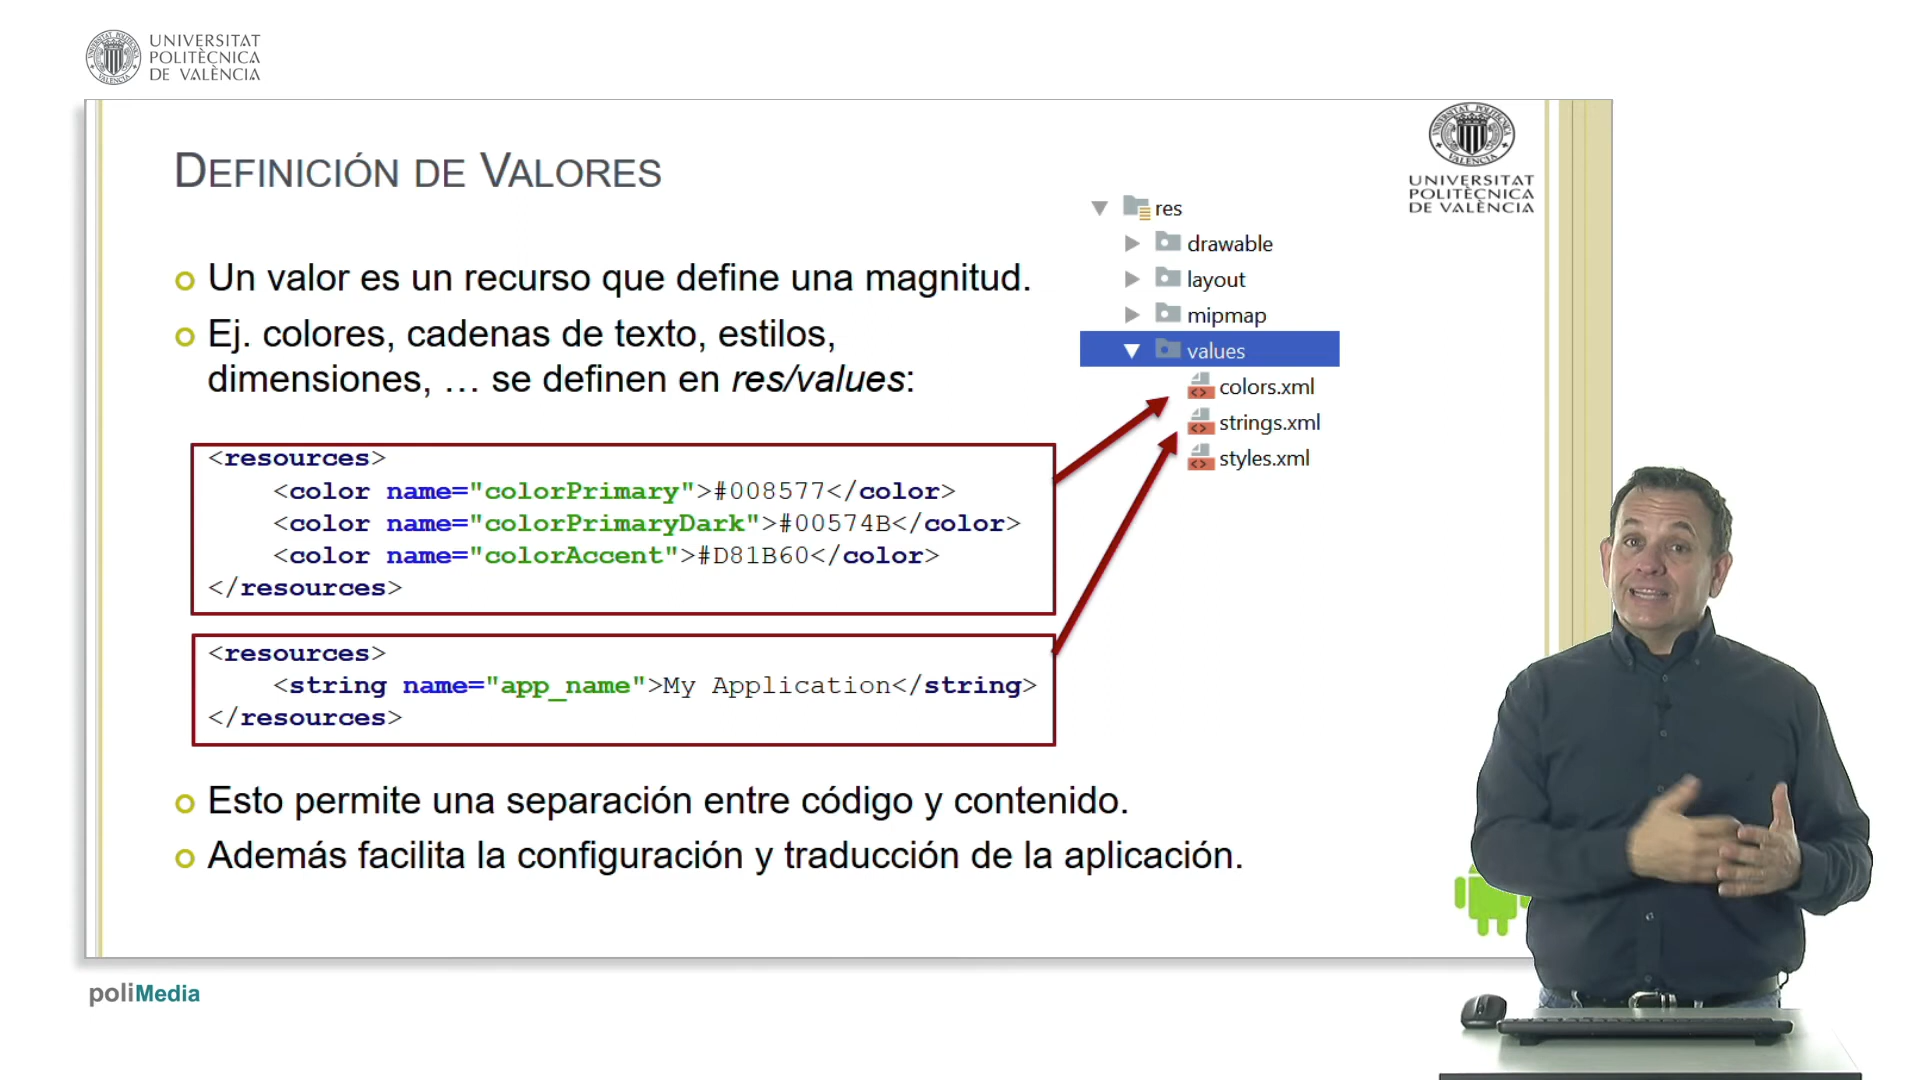 UNIVERSITAT
POLITÈCNICA
DE VALÈNCIA
DEFINICIÓN DE VALORES
UNIVERSITAT
POLITÈCNICA
DE VALÈNCIA
Un valor es un recurso que define una magnitud.
Ej. colores, cadenas de texto, estilos,
dimensiones, … se definen en res/values:
res
drawable
layout
mipmap
values
colors.xml
strings.xml
styles.xml
<resources>
<color name="colorPrimary">#008577</color>
<color name="colorPrimaryDark">#00574B</color>
<color name="colorAccent">#D81B60</color>
</resources>
<resources>
<string name="app_name">My Application</string>
</resources>
Esto permite una separación entre código y contenido.
Además facilita la configuración y traducción de la aplicación.
poliMedia